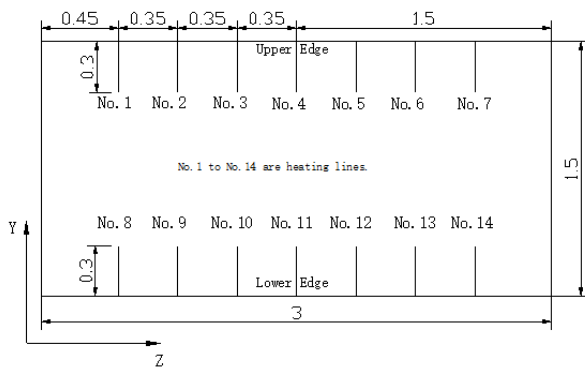 0.45 0.35 0.35 0.35 1.5
Upper Edge
0.3
No.1 No.2 No.3 No.4 No.5 No.6 No.7
No.1 to No.14 are heating lines.
1.5
No.8 No.9 No.10 No.11 No.12 No.13 No.14
Y
0.3
Lower Edge
3
Z